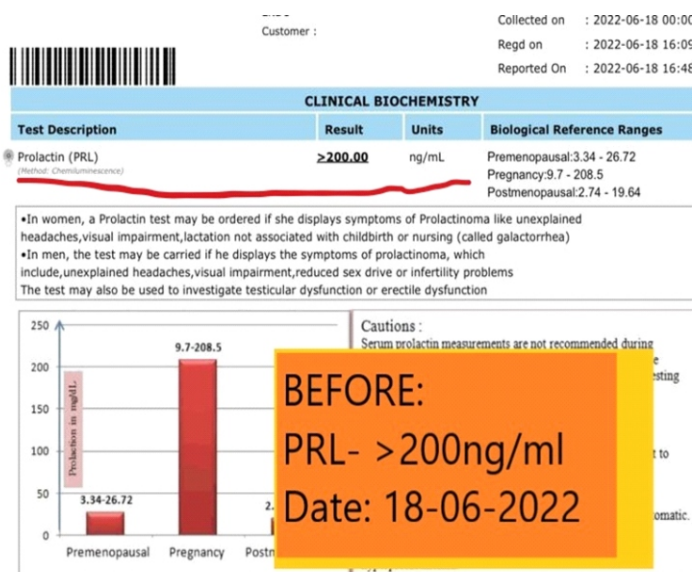 Customer :
Collected on : 2022-06-18 00:00
Regd on : 2022-06-18 16:09
Reported On : 2022-06-18 16:48
CLINICAL BIOCHEMISTRY
Test Description Result Units Biological Reference Ranges
Prolactin (PRL) >200.00 ng/mL Premenopausal:3.34 - 26.72
(Method: Chemiluminescence)
Pregnancy:9.7 - 208.5
Postmenopausal:2.74 - 19.64
•In women, a Prolactin test may be ordered if she displays symptoms of Prolactinoma like unexplained
headaches,visual impairment,lactation not associated with childbirth or nursing (called galactorrhea)
•In men, the test may be carried if he displays the symptoms of prolactinoma, which
include,unexplained headaches,visual impairment,reduced sex drive or infertility problems
The test may also be used to investigate testicular dysfunction or erectile dysfunction
250
200
150
100
50
0
Prolaction in mg/ML
3.34-26.72
9.7-208.5
2.
Premenopausal Pregnancy Postn
Cautions :
Serum prolactin measurements are not recommended during
esting
t to
omatic.
BEFORE:
PRL- >200ng/ml
Date: 18-06-2022